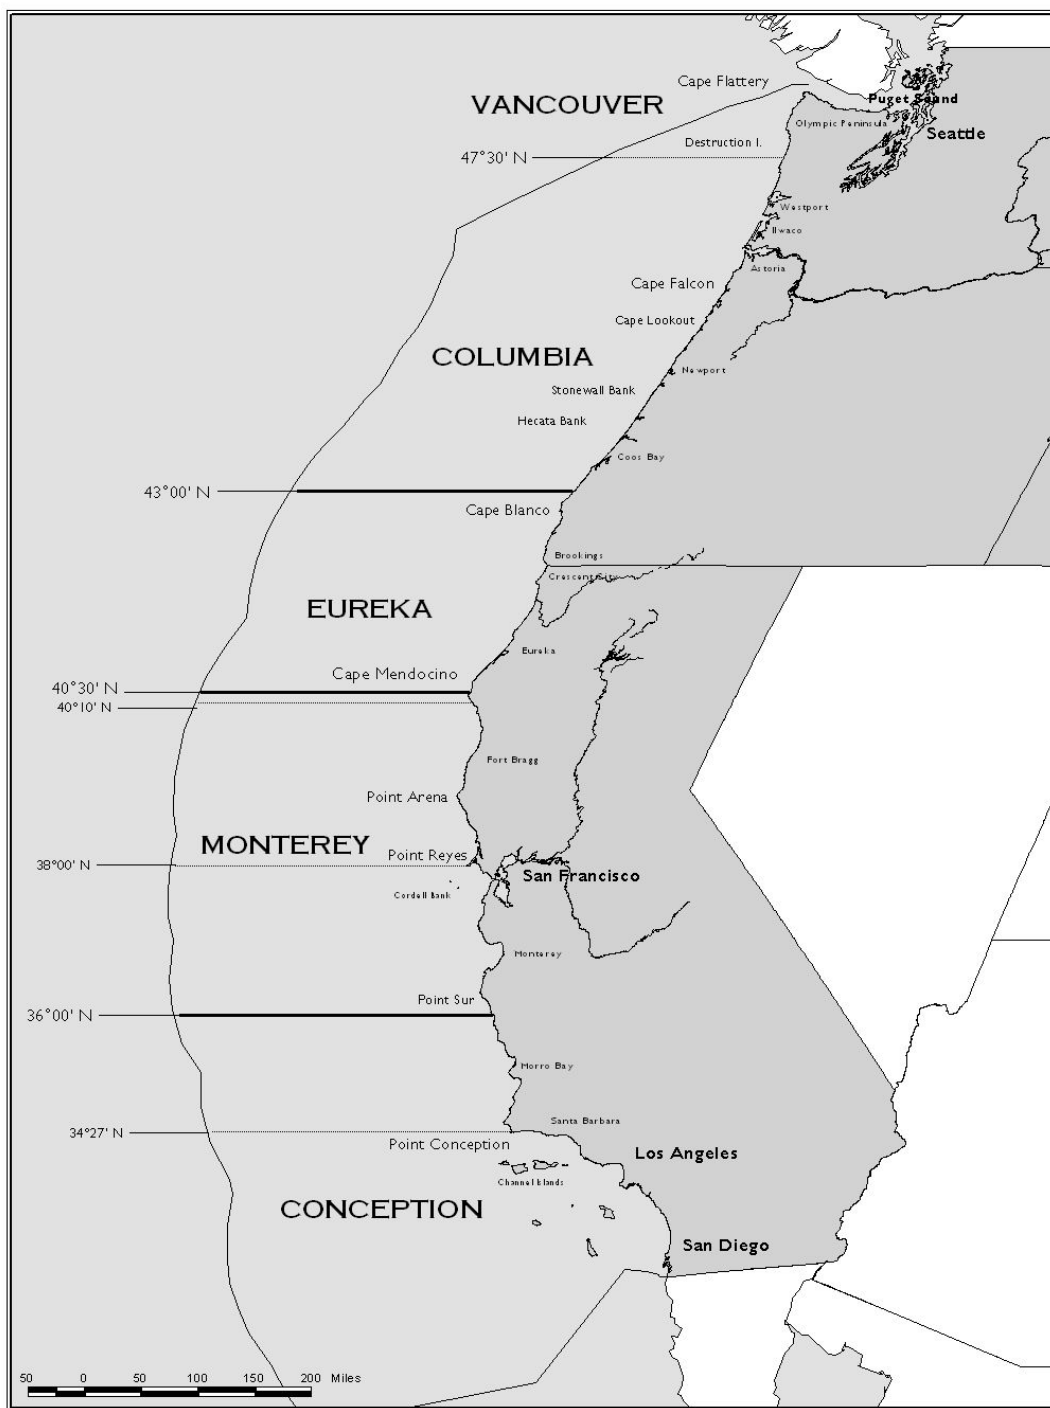 Cape Flattery
VANCOUVER
Puget Sound
Olympic Peninsula
Seattle
Destruction I.
47°30' N
Westport
Ilwaco
Astoria
Cape Falcon
Cape Lookout
COLUMBIA
Newport
Stonewall Bank
Hecata Bank
Coos Bay
43°00' N
Cape Blanco
Brookings
Crescent City
EUREKA
Eureka
Cape Mendocino
40°30' N
40°10' N
Fort Bragg
Point Arena
MONTEREY
Point Reyes
38°00' N
San Francisco
Cordell Bank
Monterey
Point Sur
36°00' N
Morro Bay
Santa Barbara
34°27' N
Point Conception
Los Angeles
Channel Islands
CONCEPTION
San Diego
50 0 50 100 150 200 Miles